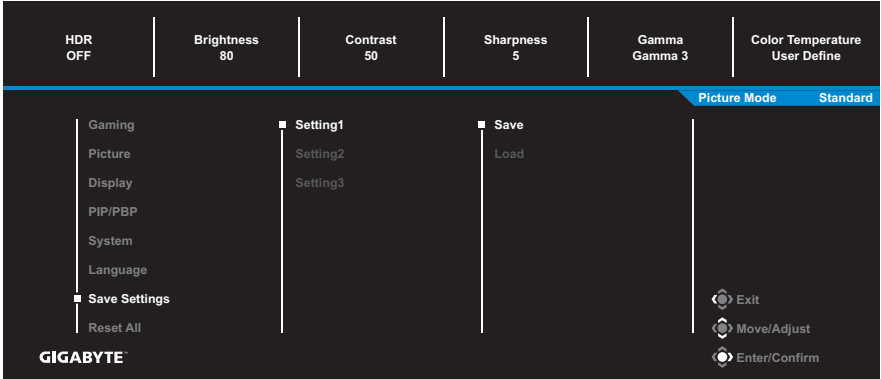 HDR Brightness Contrast Sharpness Gamma Color Temperature
OFF 80 50 5 Gamma 3 User Define
Picture Mode Standard
Gaming Setting1 Save
Picture Setting2 Load
Display Setting3
PIP/PBP
System
Language
Save Settings Exit
Reset All Move/Adjust
GIGABYTE™ Enter/Confirm